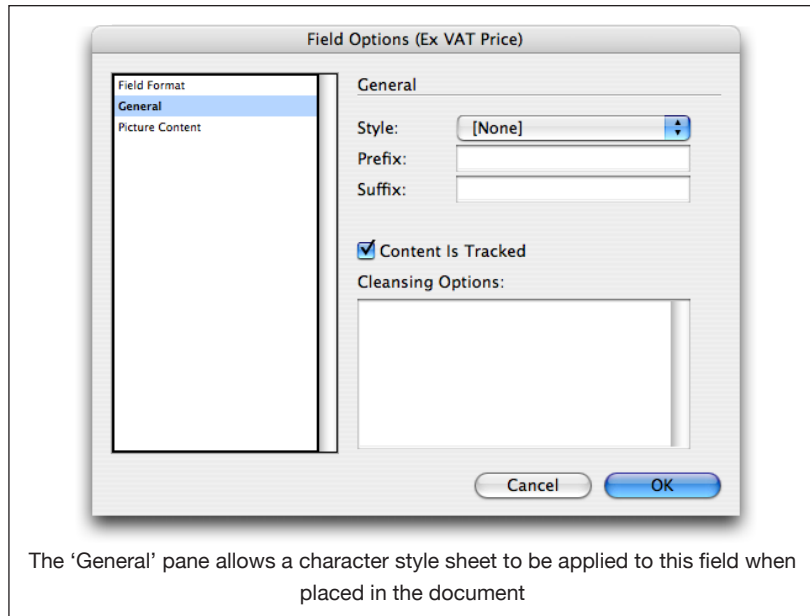 Field Options (Ex VAT Price)
Field Format
General
Picture Content
General
Style: [None]
Prefix:
Suffix:
Content Is Tracked
Cleansing Options:
Cancel OK
The ‘General’ pane allows a character style sheet to be applied to this field when
placed in the document